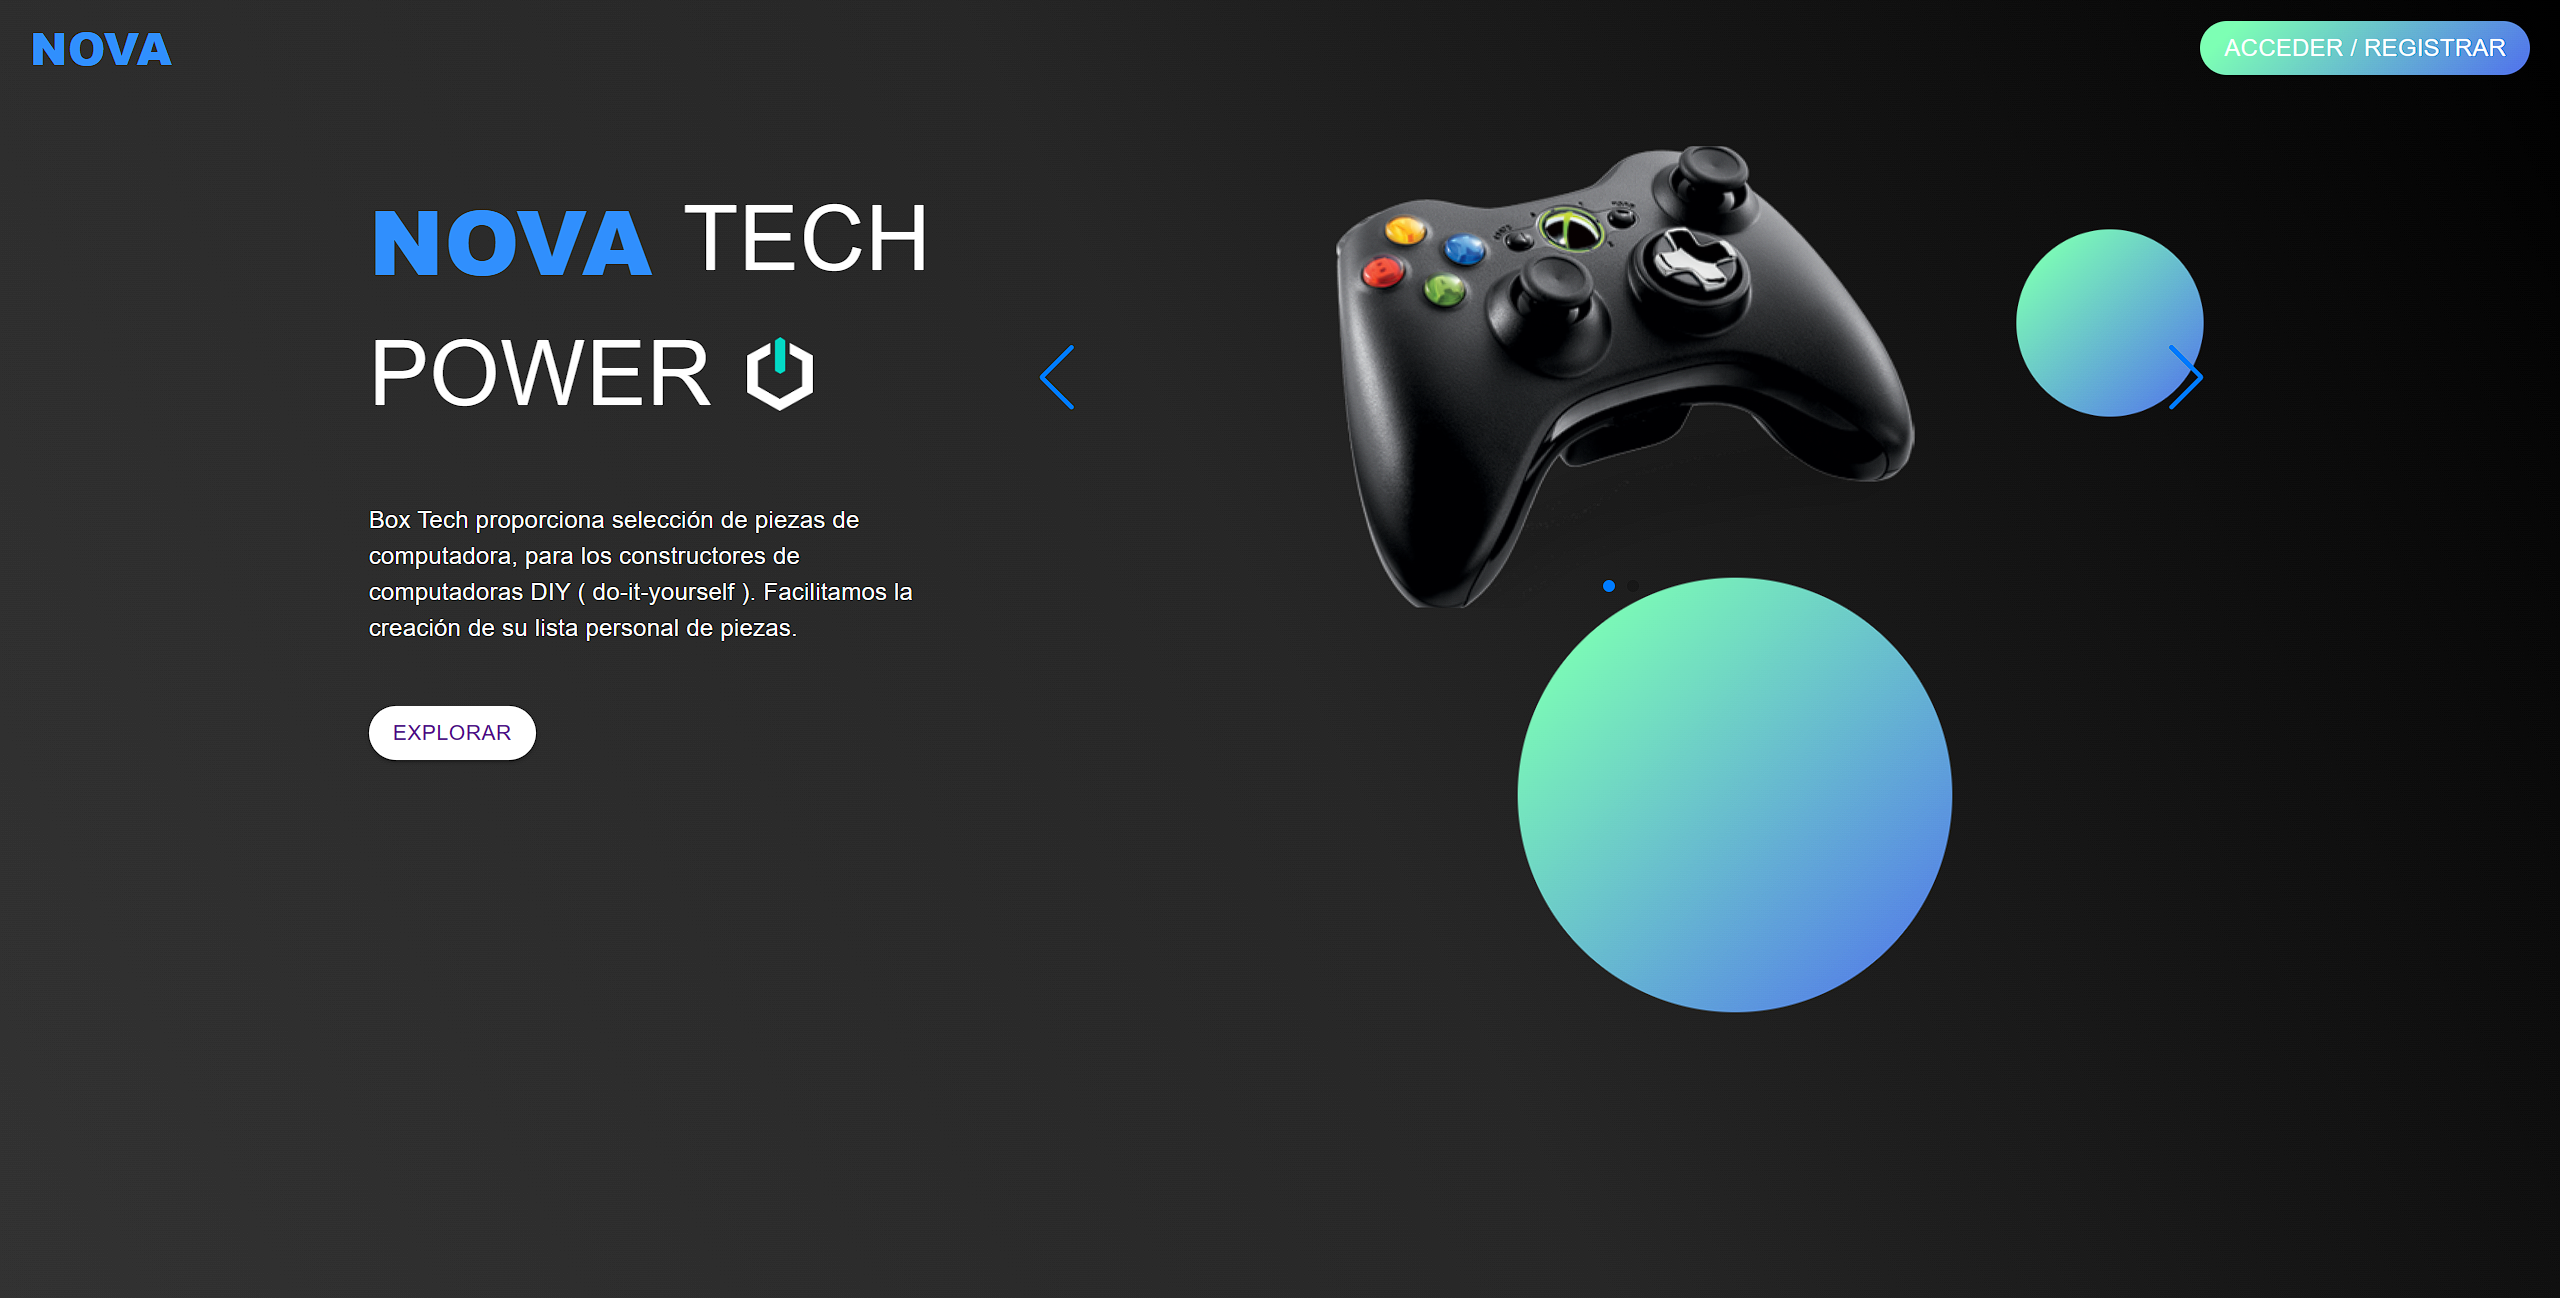 NOVA
ACCEDER / REGISTRAR
NOVA TECH
POWER
Box Tech proporciona selección de piezas de
computadora, para los constructores de
computadoras DIY ( do-it-yourself ). Facilitamos la
creación de su lista personal de piezas.
EXPLORAR